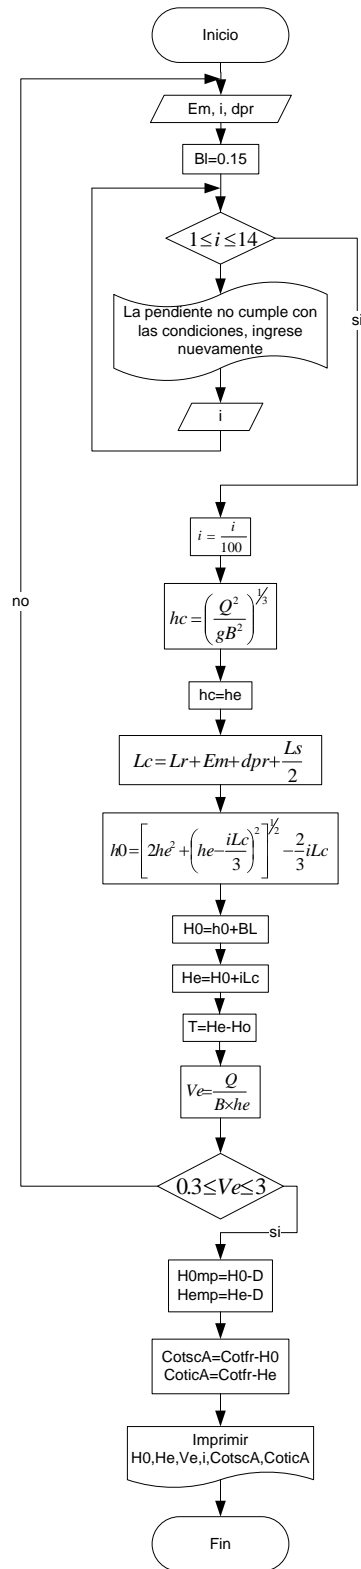 Inicio
Em, i, dpr
Bl=0.15
1≤i≤14
si
La pendiente no cumple con
las condiciones, ingrese
nuevamente
i
i = i/100
no
hc = (Q²/gB²)^(1/3)
hc=he
Lc = Lr + Em + dpr + Ls/2
h0 = [2he² + (he − iLc/3)²]^(1/2) − 2/3 iLc
H0=h0+BL
He=H0+iLc
T=He-Ho
Ve = Q/B×he
0.3≤Ve≤3
si
H0mp=H0-D
Hemp=He-D
CotscA=Cotfr-H0
CoticA=Cotfr-He
Imprimir
H0,He,Ve,i,CotscA,CoticA
Fin